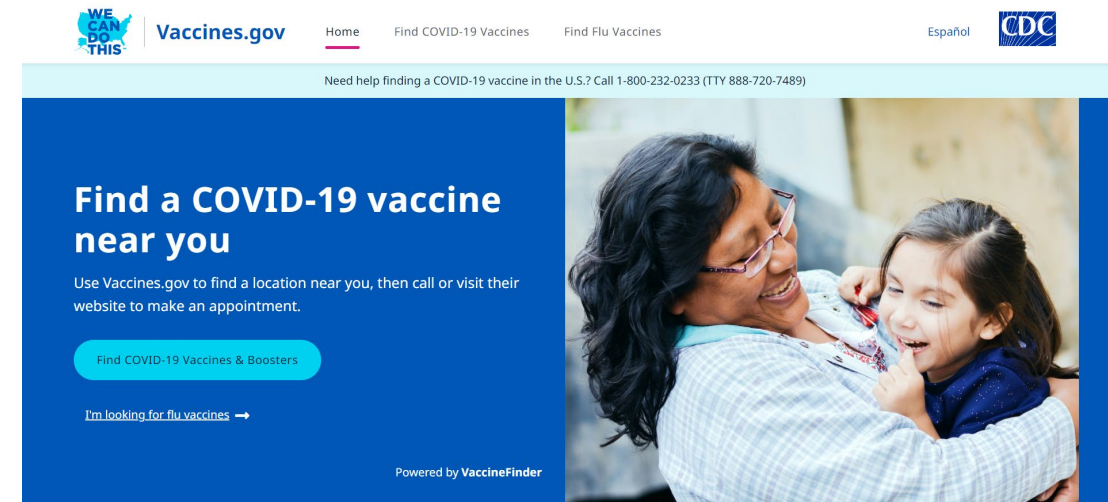 WE
CAN
DO
THIS
Vaccines.gov
Home
Find COVID-19 Vaccines
Find Flu Vaccines
Español
CDC
Need help finding a COVID-19 vaccine in the U.S.? Call 1-800-232-0233 (TTY 888-720-7489)
Find a COVID-19 vaccine
near you
Use Vaccines.gov to find a location near you, then call or visit their
website to make an appointment.
Find COVID-19 Vaccines & Boosters
I'm looking for flu vaccines
Powered by VaccineFinder